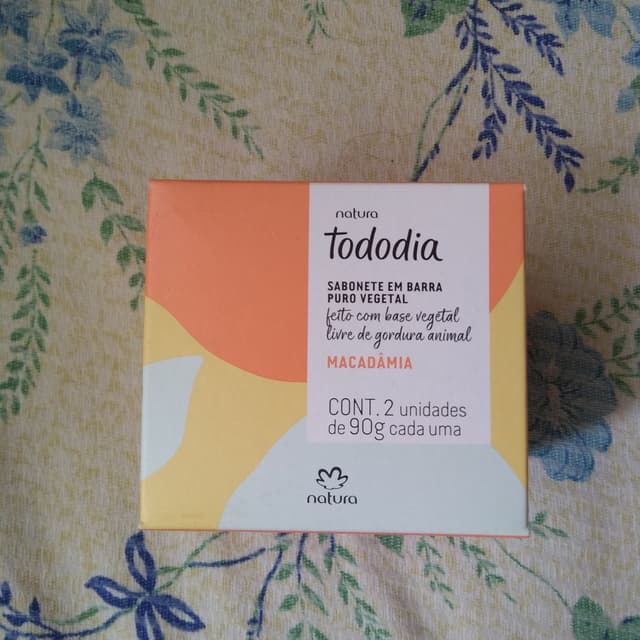 natura
tododia
SABONETE EM BARRA
PURO VEGETAL
feito com base vegetal
livre de gordura animal
MACADÂMIA
CONT. 2 unidades
de 90g cada uma
natura